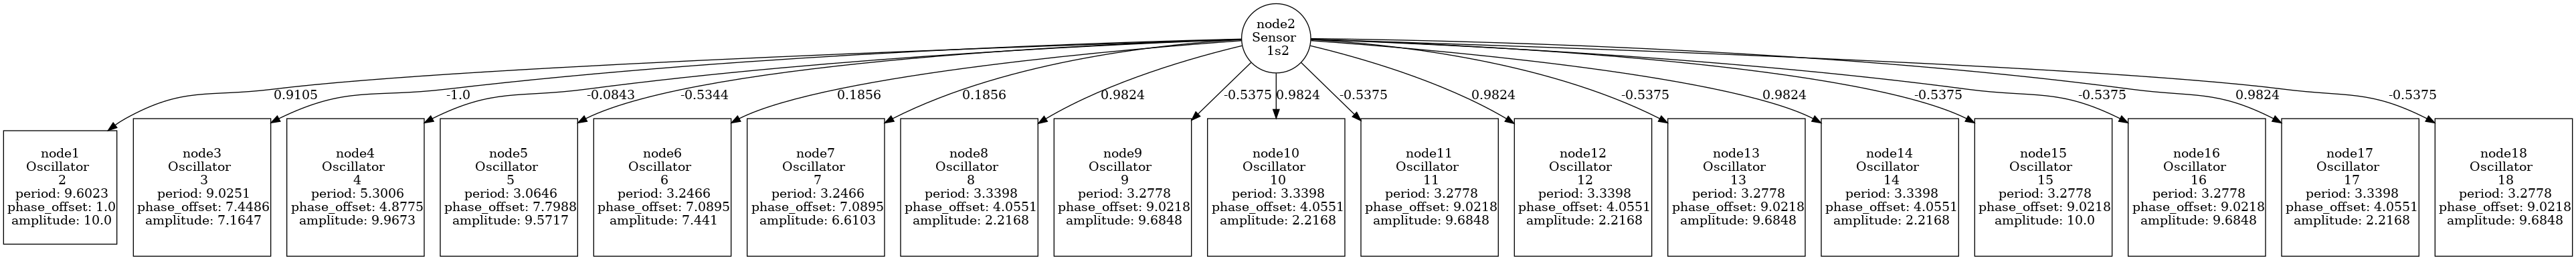 node2
Sensor
1s2
0.9105
-1.0
-0.0843
-0.5344
0.1856
0.1856
0.9824
-0.5375
0.9824
-0.5375
0.9824
-0.5375
0.9824
-0.5375
-0.5375
0.9824
-0.5375
node1
Oscillator
2
period: 9.6023
phase_offset: 1.0
amplitude: 10.0
node3
Oscillator
3
period: 9.0251
phase_offset: 7.4486
amplitude: 7.1647
node4
Oscillator
4
period: 5.3006
phase_offset: 4.8775
amplitude: 9.9673
node5
Oscillator
5
period: 3.0646
phase_offset: 7.7988
amplitude: 9.5717
node6
Oscillator
6
period: 3.2466
phase_offset: 7.0895
amplitude: 7.441
node7
Oscillator
7
period: 3.2466
phase_offset: 7.0895
amplitude: 6.6103
node8
Oscillator
8
period: 3.3398
phase_offset: 4.0551
amplitude: 2.2168
node9
Oscillator
9
period: 3.2778
phase_offset: 9.0218
amplitude: 9.6848
node10
Oscillator
10
period: 3.3398
phase_offset: 4.0551
amplitude: 2.2168
node11
Oscillator
11
period: 3.2778
phase_offset: 9.0218
amplitude: 9.6848
node12
Oscillator
12
period: 3.3398
phase_offset: 4.0551
amplitude: 2.2168
node13
Oscillator
13
period: 3.2778
phase_offset: 9.0218
amplitude: 9.6848
node14
Oscillator
14
period: 3.3398
phase_offset: 4.0551
amplitude: 2.2168
node15
Oscillator
15
period: 3.2778
phase_offset: 9.0218
amplitude: 10.0
node16
Oscillator
16
period: 3.2778
phase_offset: 9.0218
amplitude: 9.6848
node17
Oscillator
17
period: 3.3398
phase_offset: 4.0551
amplitude: 2.2168
node18
Oscillator
18
period: 3.2778
phase_offset: 9.0218
amplitude: 9.6848